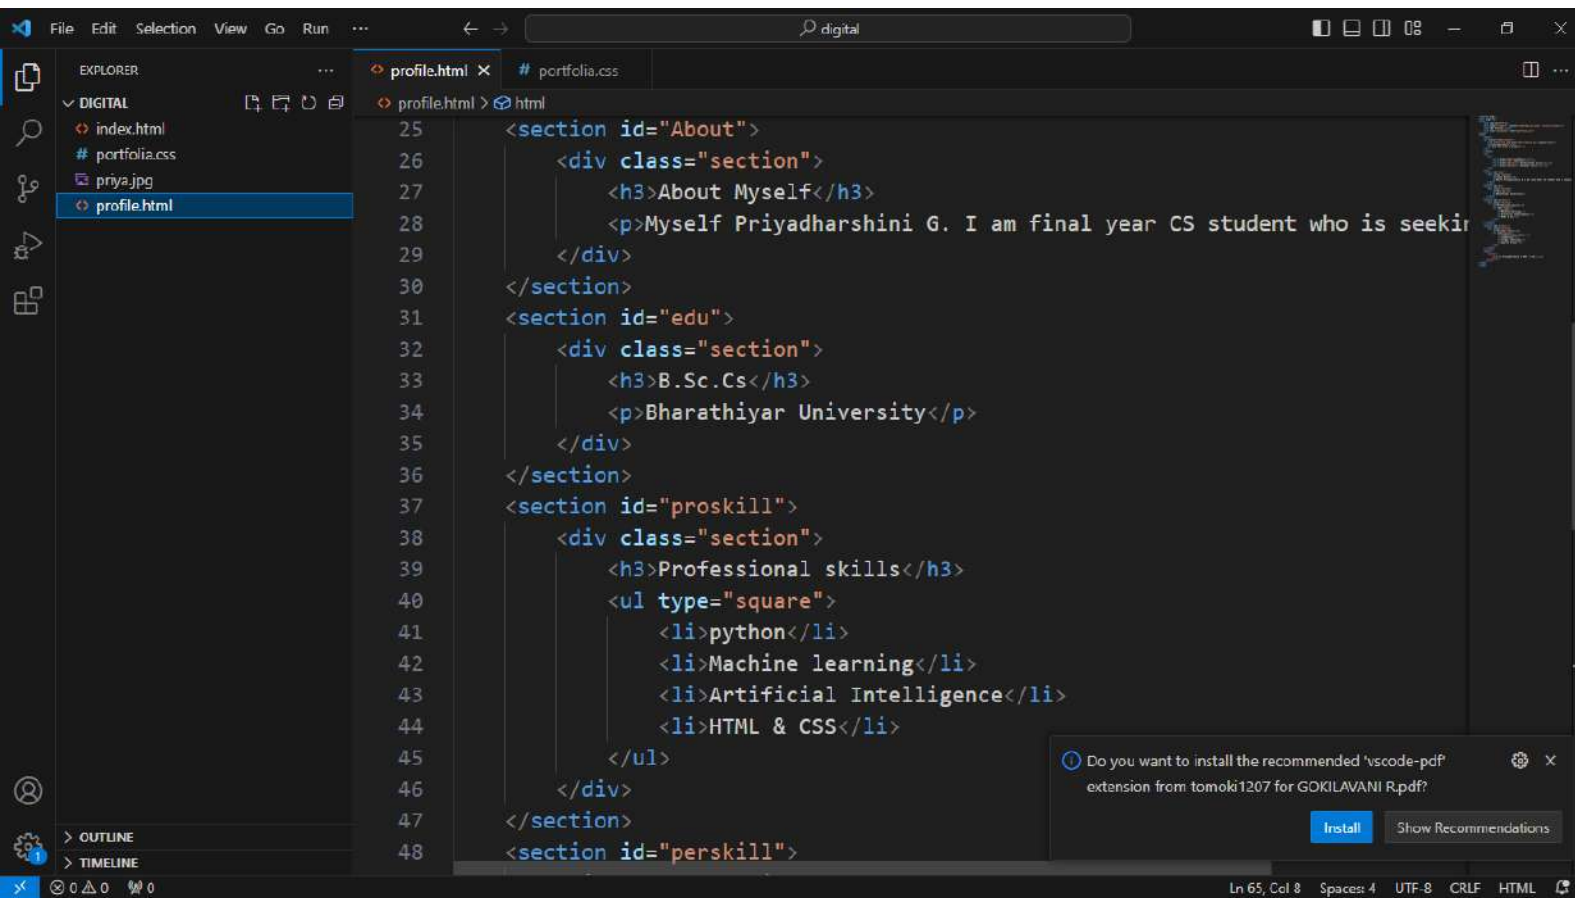 File Edit Selection View Go Run ··· digital
EXPLORER ···
profile.html
# portfolia.css
DIGITAL
profile.html > html
index.html
# portfolia.css
priya.jpg
profile.html
25 <section id="About">
26 <div class="section">
27 <h3>About Myself</h3>
28 <p>Myself Priyadharshini G. I am final year CS student who is seekin
29 </div>
30 </section>
31 <section id="edu">
32 <div class="section">
33 <h3>B.Sc.Cs</h3>
34 <p>Bharathiyar University</p>
35 </div>
36 </section>
37 <section id="proskill">
38 <div class="section">
39 <h3>Professional skills</h3>
40 <ul type="square">
41 <li>python</li>
42 <li>Machine learning</li>
43 <li>Artificial Intelligence</li>
44 <li>HTML & CSS</li>
45 </ul>
46 </div>
47 </section>
48 <section id="perskill">
Do you want to install the recommended 'vscode-pdf'
extension from tomoki1207 for GOKILAVANI R.pdf?
Install Show Recommendations
OUTLINE
1
TIMELINE
0 0 0 Ln 65, Col 8 Spaces: 4 UTF-8 CRLF HTML